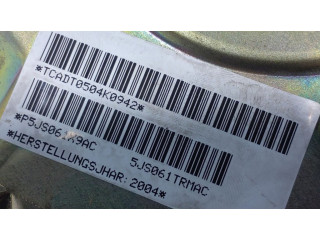 *TCADT0504K0942*
5JS061TRMAC
*HERSTELLUNGSJHAR: 2004*